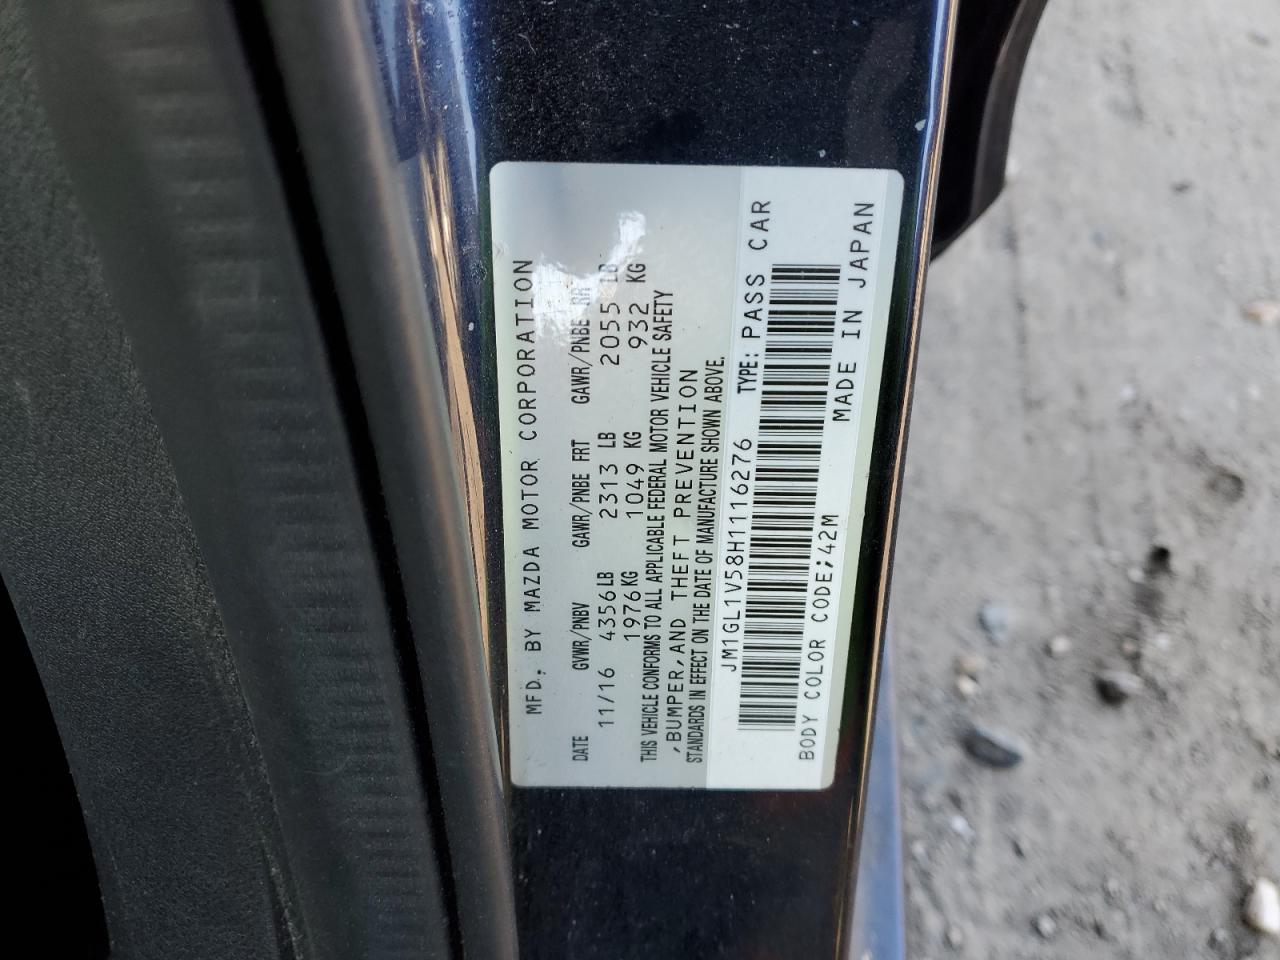 MFD. BY MAZDA MOTOR CORPORATION
DATE GVWR/PNBV GAWR/PNBE FRT GAWR/PNBE RR
11/16 4356LB 2313 LB 2055 LB
1976KG 1049 KG 932 KG
THIS VEHICLE CONFORMS TO ALL APPLICABLE FEDERAL MOTOR VEHICLE SAFETY
,BUMPER,AND THEFT PREVENTION
STANDARDS IN EFFECT ON THE DATE OF MANUFACTURE SHOWN ABOVE.
JM1GL1V58H1116276 TYPE: PASS CAR
BODY COLOR CODE;42M MADE IN JAPAN